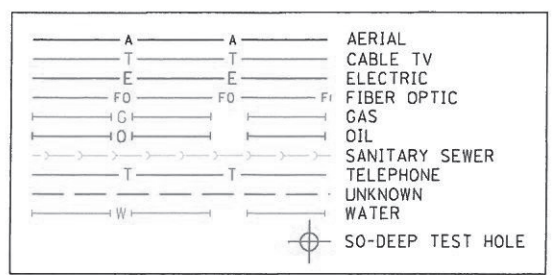 A A AERIAL
T T CABLE TV
E E ELECTRIC
FO FO F FIBER OPTIC
G GAS
O OIL
SANITARY SEWER
T T TELEPHONE
UNKNOWN
W WATER
SO-DEEP TEST HOLE